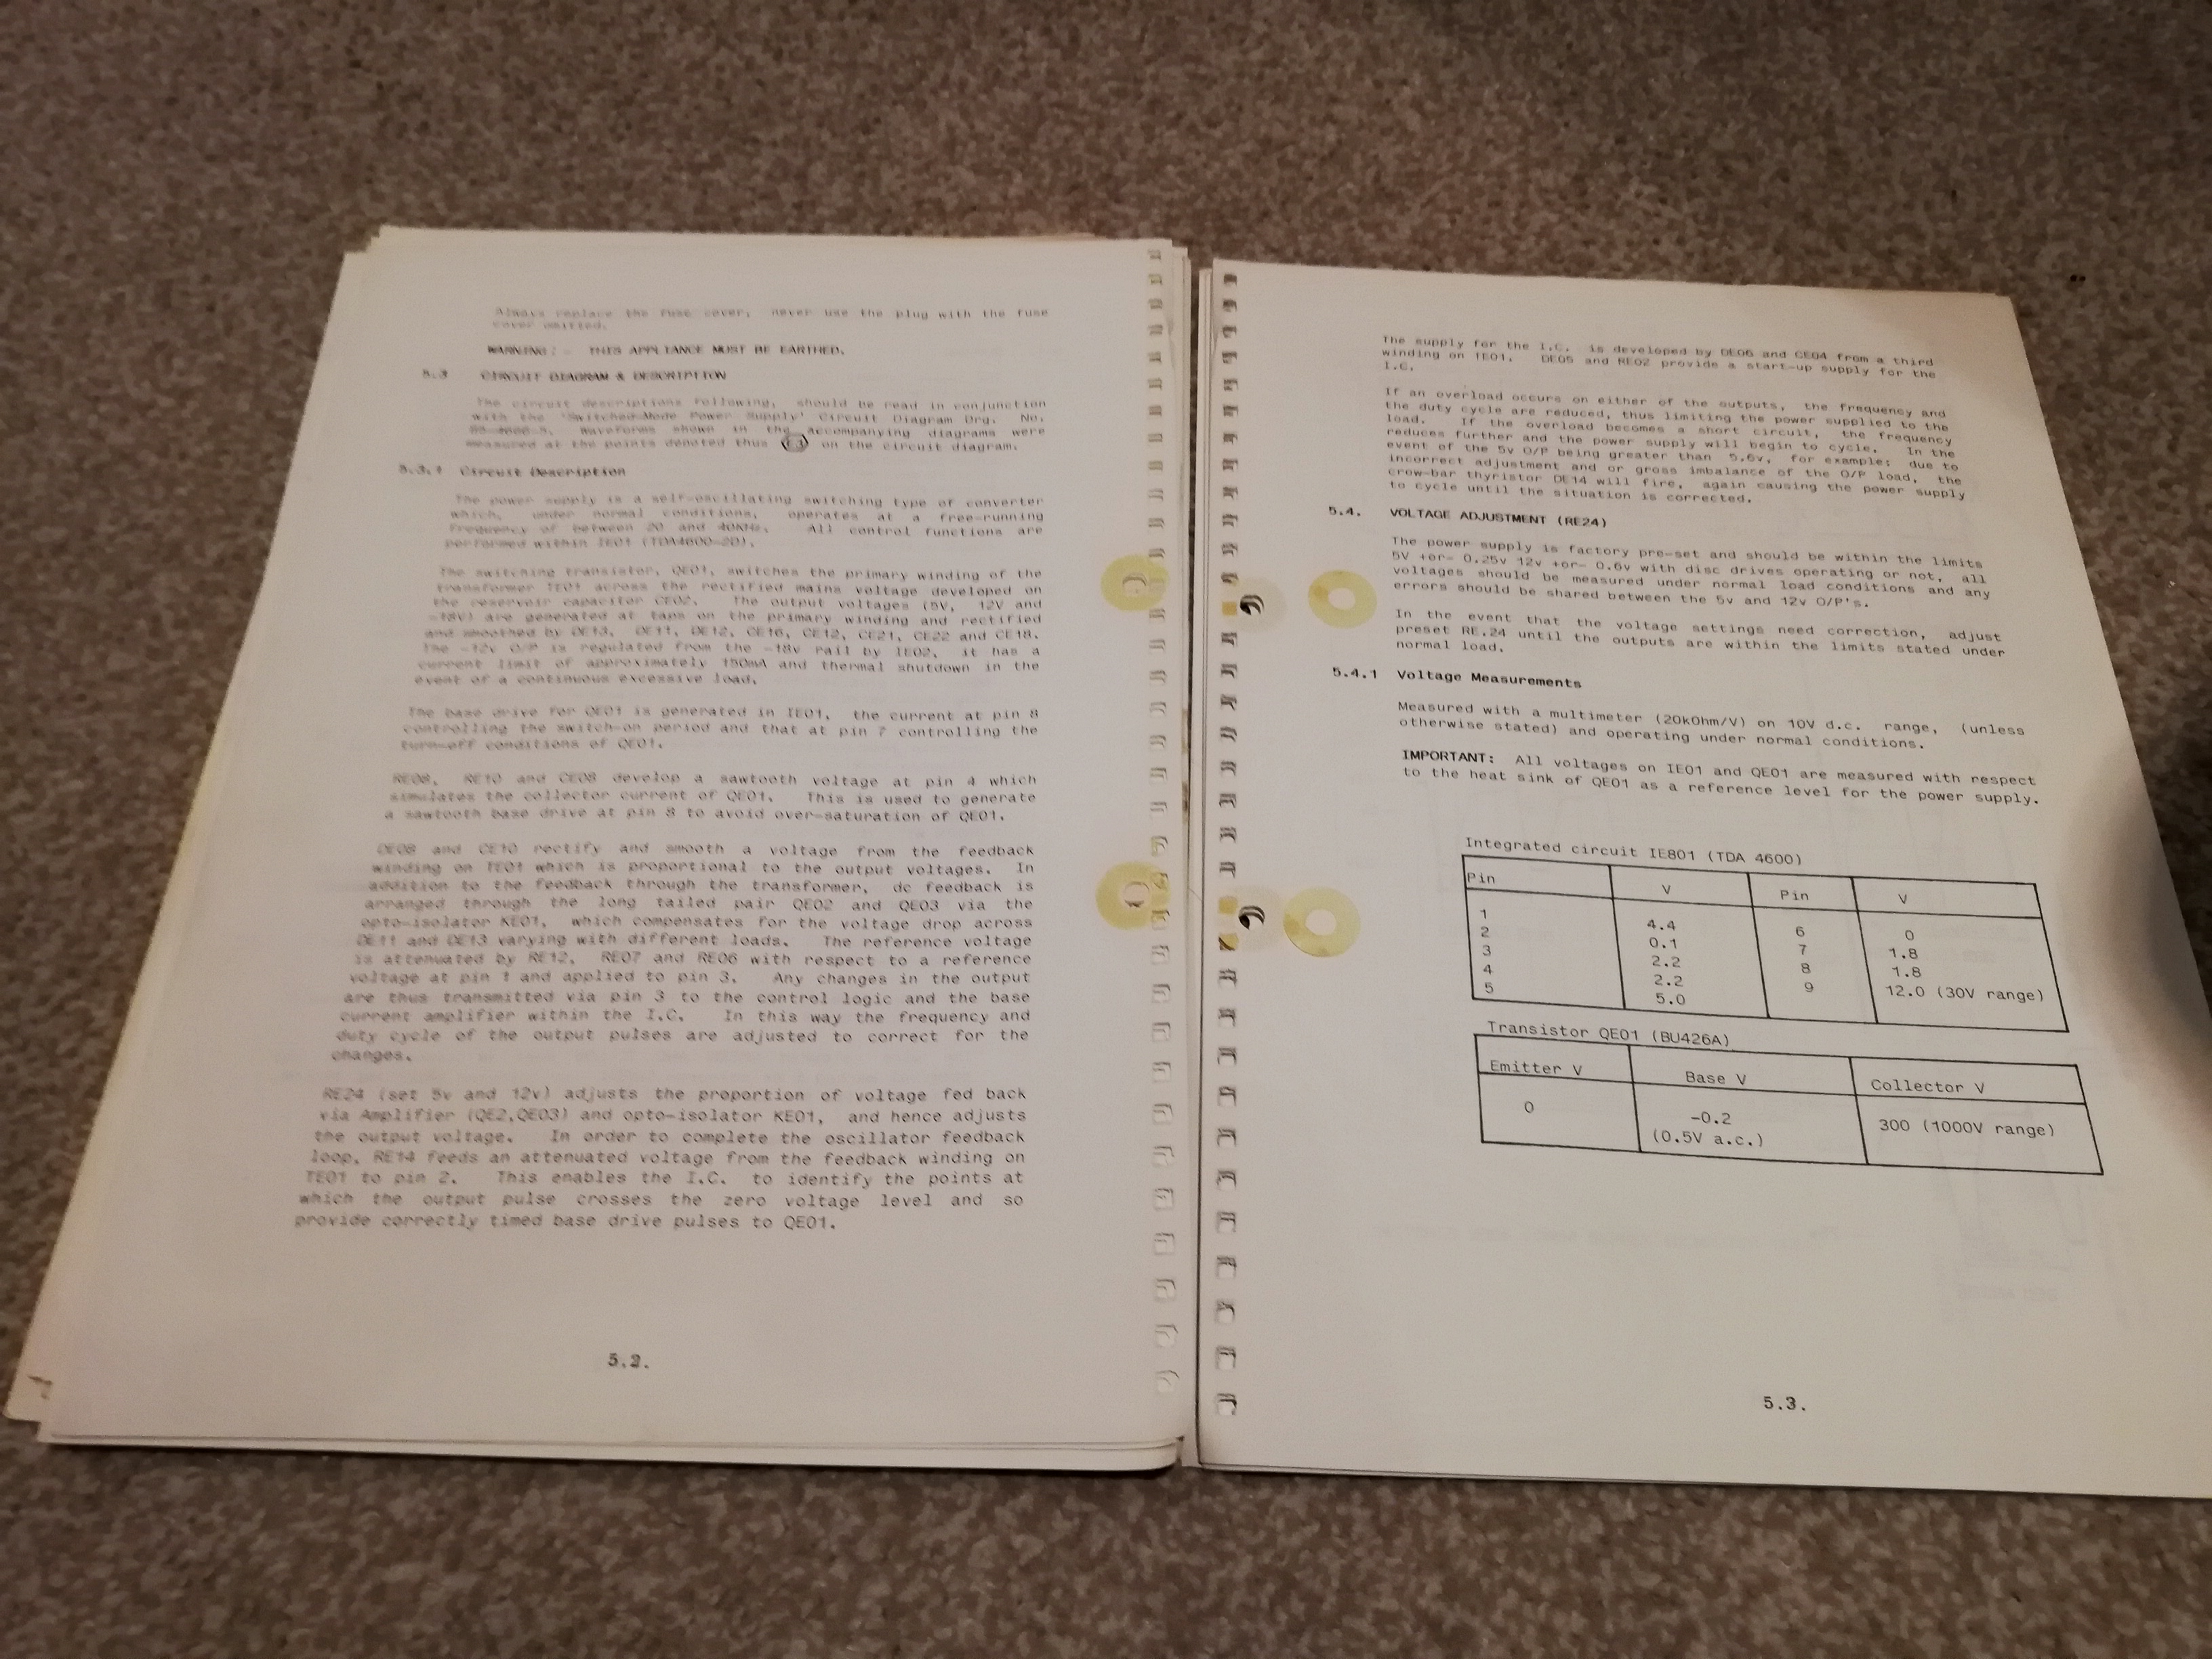 Always replace the fuse cover, never use the plug with the fuse
cover omitted.
WARNING:- THIS APPLIANCE MUST BE EARTHED.
5.3 CIRCUIT DIAGRAM & DESCRIPTION
The circuit descriptions following, should be read in conjunction
with the 'Switched-Mode Power Supply' Circuit Diagram Drg. No.
Waveforms shown in the accompanying diagrams were
measured at the points denoted thus on the circuit diagram.
5.3.1 Circuit Description
The power supply is a self-oscillating switching type of converter
which, under normal conditions, operates at a free-running
frequency of between 20 and 40KHz. All control functions are
performed within IE01 (TDA4600-2D).
The switching transistor, QE01, switches the primary winding of the
transformer TE01 across the rectified mains voltage developed on
the reservoir capacitor CE02. The output voltages (5V, 12V and
-18V) are generated at taps on the primary winding and rectified
and smoothed by DE13, DE11, DE12, CE16, CE12, CE21, CE22 and CE18.
The -12v O/P is regulated from the -18v rail by IE02, it has a
current limit of approximately 150mA and thermal shutdown in the
event of a continuous excessive load.
The base drive for QE01 is generated in IE01, the current at pin 8
controlling the switch-on period and that at pin 7 controlling the
turn-off conditions of QE01.
RE08, RE10 and CE08 develop a sawtooth voltage at pin 4 which
simulates the collector current of QE01. This is used to generate
a sawtooth base drive at pin 8 to avoid over-saturation of QE01.
DE08 and CE10 rectify and smooth a voltage from the feedback
winding on TE01 which is proportional to the output voltages. In
addition to the feedback through the transformer, dc feedback is
arranged through the long tailed pair QE02 and QE03 via the
opto-isolator KE01, which compensates for the voltage drop across
DE11 and DE13 varying with different loads. The reference voltage
is attenuated by RE12, RE07 and RE06 with respect to a reference
voltage at pin 1 and applied to pin 3. Any changes in the output
are thus transmitted via pin 3 to the control logic and the base
current amplifier within the I.C. In this way the frequency and
duty cycle of the output pulses are adjusted to correct for the
changes.
RE24 (set 5v and 12v) adjusts the proportion of voltage fed back
via Amplifier (QE2,QE03) and opto-isolator KE01, and hence adjusts
the output voltage. In order to complete the oscillator feedback
loop, RE14 feeds an attenuated voltage from the feedback winding on
TE01 to pin 2. This enables the I.C. to identify the points at
which the output pulse crosses the zero voltage level and so
provide correctly timed base drive pulses to QE01.
5.2.
The supply for the I.C. is developed by DE06 and CE04 from a third
winding on TE01. DE05 and RE02 provide a start-up supply for the
I.C.
If an overload occurs on either of the outputs, the frequency and
the duty cycle are reduced, thus limiting the power supplied to the
load. If the overload becomes a short circuit, the frequency
reduces further and the power supply will begin to cycle. In the
event of the 5v O/P being greater than 5,6v, for example; due to
incorrect adjustment and or gross imbalance of the O/P load, the
crow-bar thyristor DE14 will fire, again causing the power supply
to cycle until the situation is corrected.
5.4. VOLTAGE ADJUSTMENT (RE24)
The power supply is factory pre-set and should be within the limits
5V +or- 0.25v 12v +or- 0.6v with disc drives operating or not, all
voltages should be measured under normal load conditions and any
errors should be shared between the 5v and 12v O/P's.
In the event that the voltage settings need correction, adjust
preset RE.24 until the outputs are within the limits stated under
normal load.
5.4.1 Voltage Measurements
Measured with a multimeter (20kOhm/V) on 10V d.c. range, (unless
otherwise stated) and operating under normal conditions.
IMPORTANT: All voltages on IE01 and QE01 are measured with respect
to the heat sink of QE01 as a reference level for the power supply.
Integrated circuit IE801 (TDA 4600)
Pin V Pin V
1 4.4 6 0
2 0.1 7 1.8
3 2.2 8 1.8
4 2.2 9 12.0 (30V range)
5 5.0
Transistor QE01 (BU426A)
Emitter V Base V Collector V
0 -0.2 300 (1000V range)
(0.5V a.c.)
5.3.